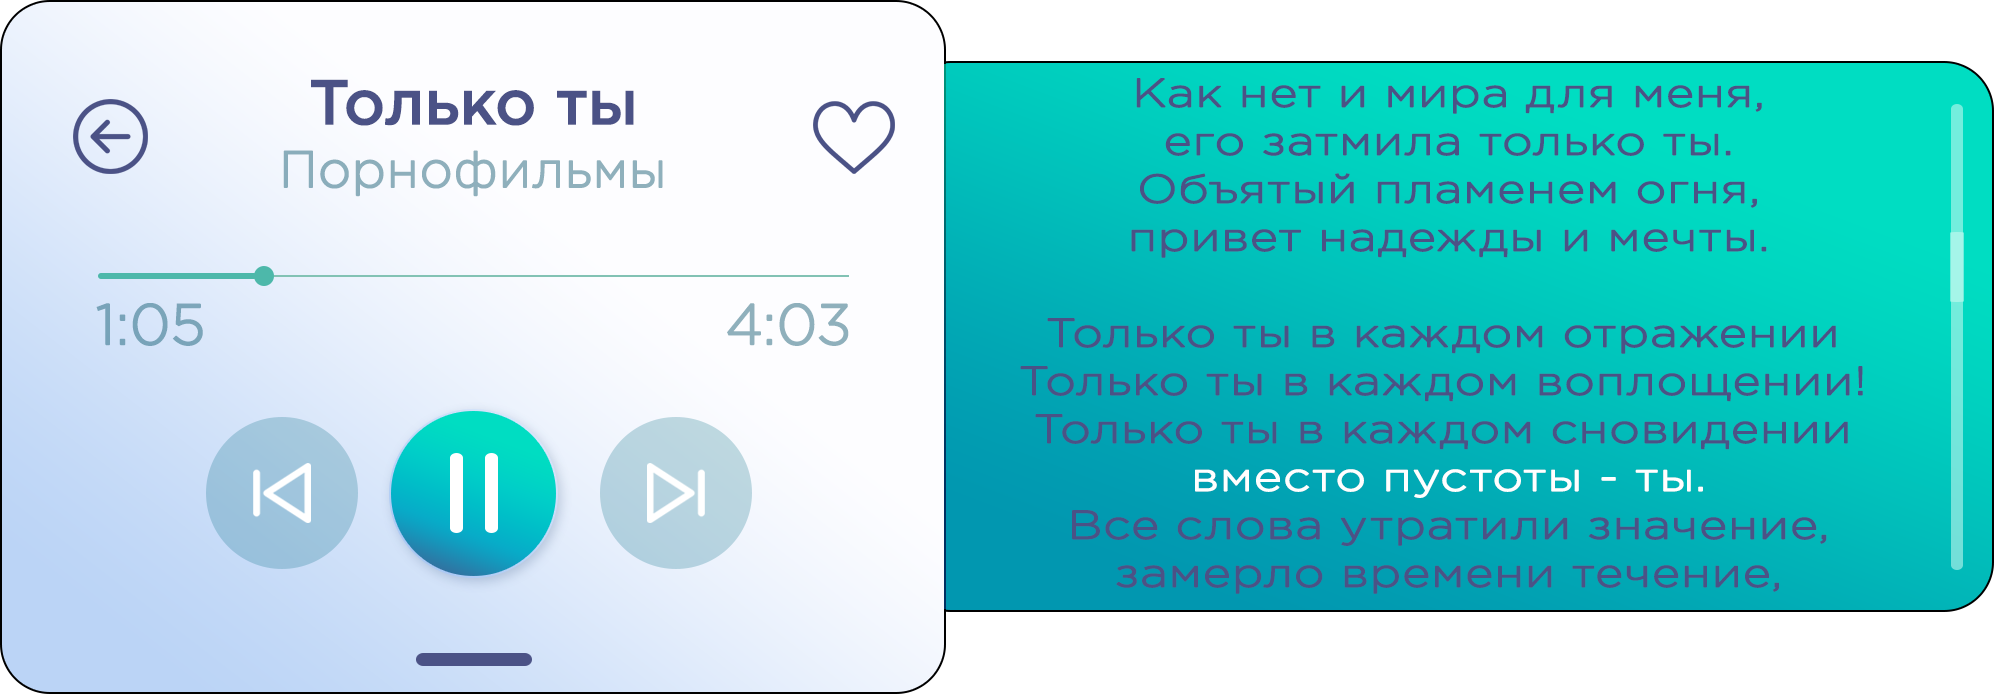 Только ты
Порнофильмы
1:05
4:03
Как нет и мира для меня,
его затмила только ты.
Объятый пламенем огня,
привет надежды и мечты.
Только ты в каждом отражении
Только ты в каждом воплощении!
Только ты в каждом сновидении
вместо пустоты - ты.
Все слова утратили значение,
замерло времени течение,